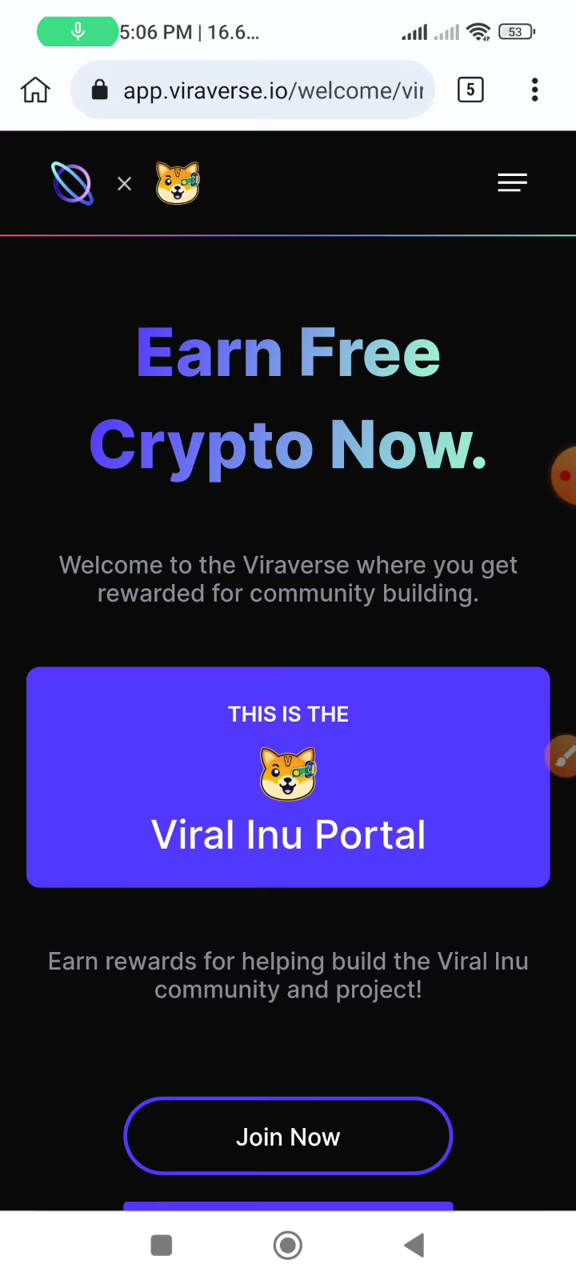 5:06 PM | 16.6...
53
app.viraverse.io/welcome/vir
5
Earn Free
Crypto Now.
Welcome to the Viraverse where you get
rewarded for community building.
THIS IS THE
Viral Inu Portal
Earn rewards for helping build the Viral Inu
community and project!
Join Now